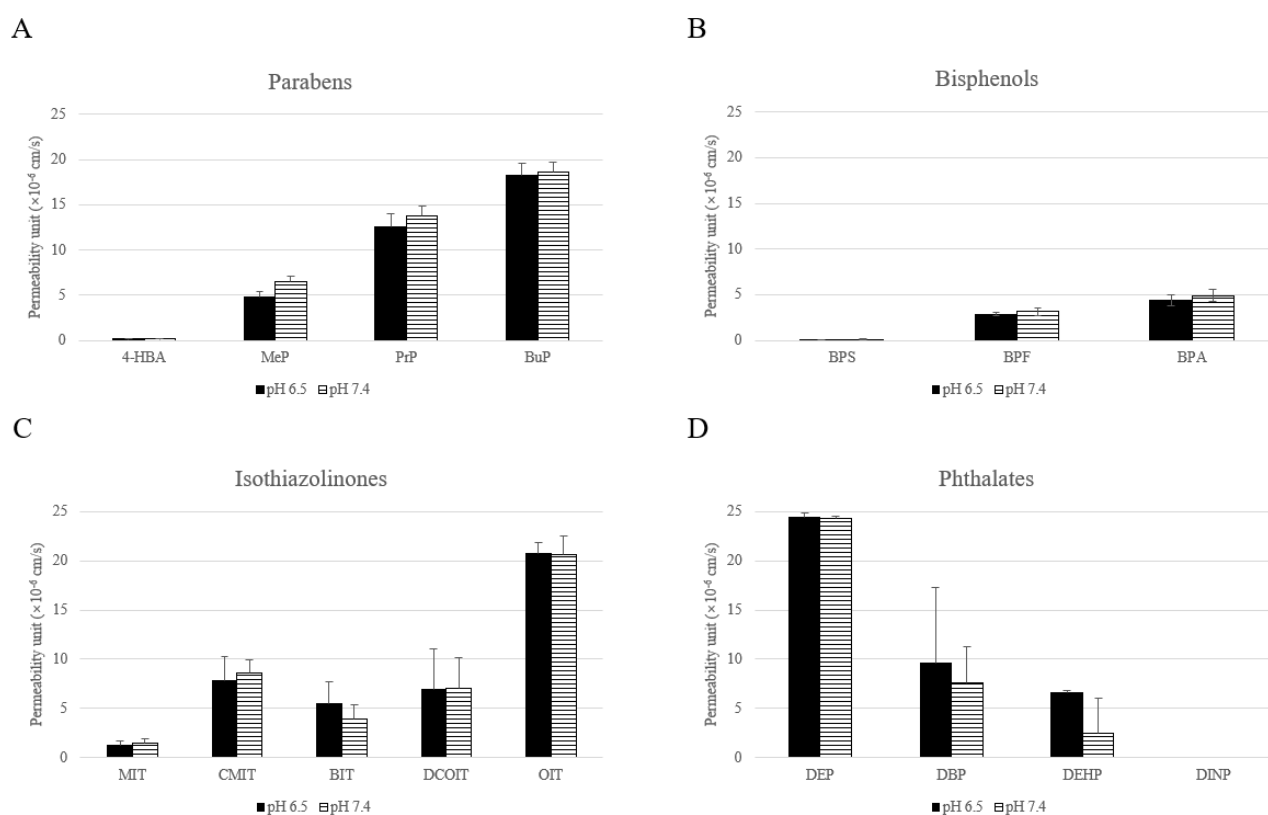 A
Parabens
Permeability unit (×10⁻⁶ cm/s)
25
20
15
10
5
0
4-HBA MeP PrP BuP
pH 6.5 pH 7.4
B
Bisphenols
Permeability unit (×10⁻⁶ cm/s)
25
20
15
10
5
0
BPS BPF BPA
pH 6.5 pH 7.4
C
Isothiazolinones
Permeability unit (×10⁻⁶ cm/s)
25
20
15
10
5
0
MIT CMIT BIT DCOIT OIT
pH 6.5 pH 7.4
D
Phthalates
Permeability unit (×10⁻⁶ cm/s)
25
20
15
10
5
0
DEP DBP DEHP DINP
pH 6.5 pH 7.4